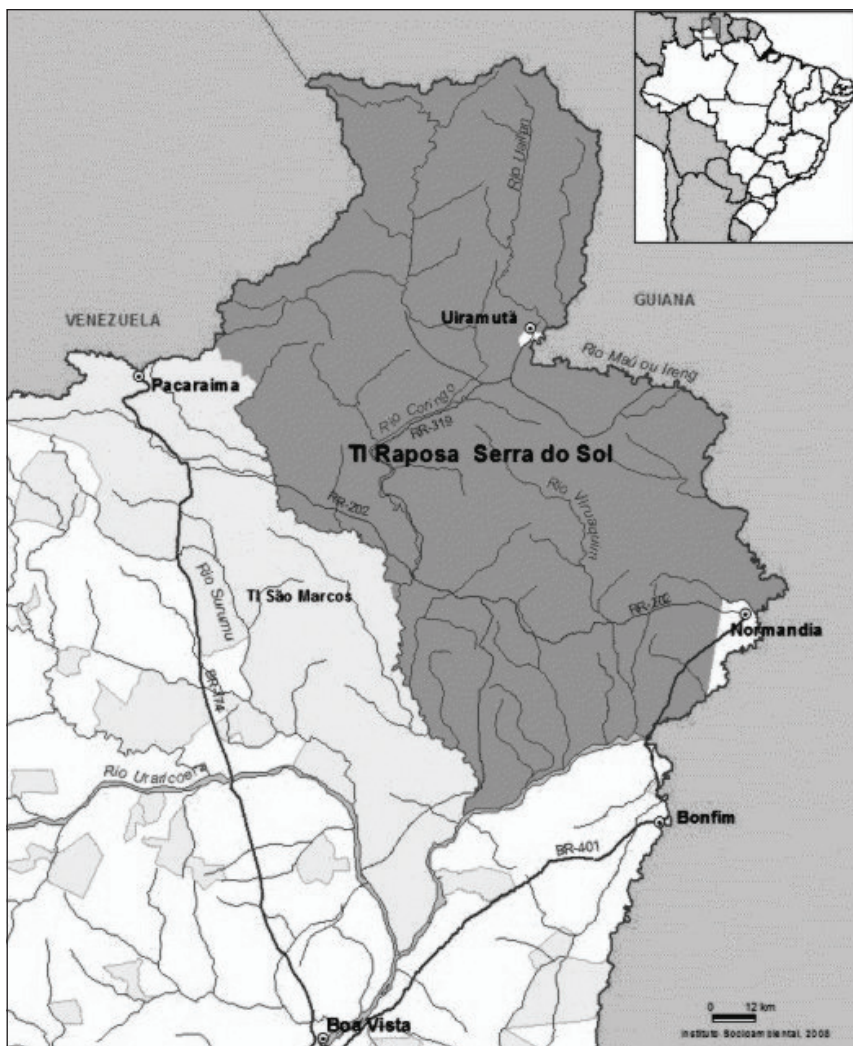 Rio Uailan
VENEZUELA
GUIANA
Uiramutã
Rio Maú ou Ireng
Pacaraima
Rio Coringo
RR-319
TI Raposa Serra do Sol
RR-202
Rio Viruaquim
Rio Surumu
TI São Marcos
RR-202
Normandia
BR-174
Rio Uraricoera
Bonfim
BR-401
0 12 km
Boa Vista
Instituto Socioambiental, 2008